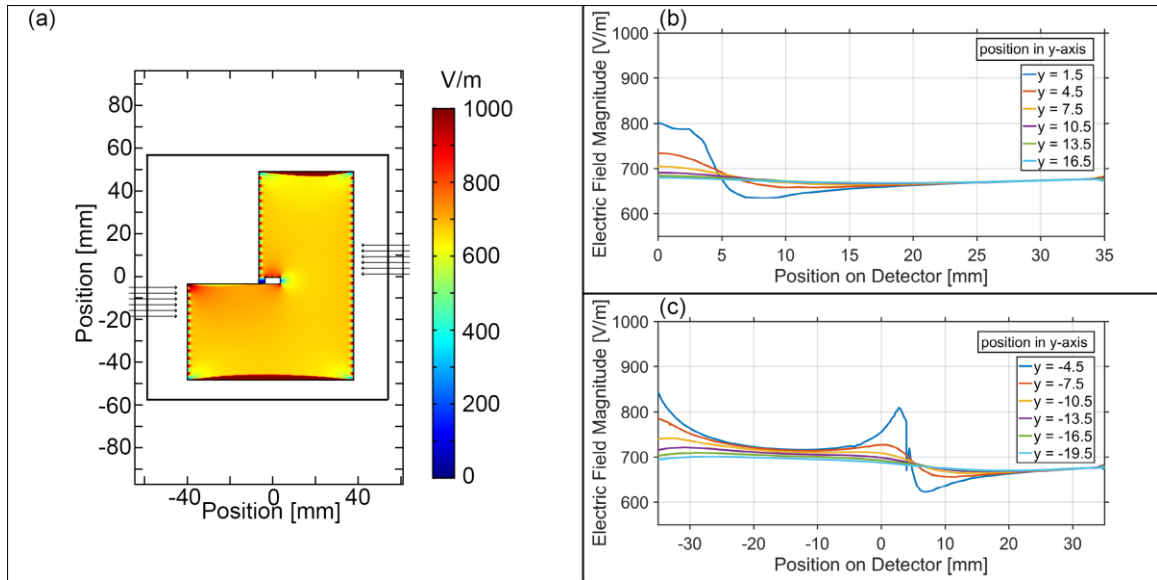 (a)
V/m
80
60
40
20
0
-20
-40
-60
-80
Position [mm]
-40
0
40
Position [mm]
1000
800
600
400
200
0
(b)
1000
900
800
700
600
Electric Field Magnitude [V/m]
position in y-axis
y = 1.5
y = 4.5
y = 7.5
y = 10.5
y = 13.5
y = 16.5
0 5 10 15 20 25 30 35
Position on Detector [mm]
(c)
1000
900
800
700
600
Electric Field Magnitude [V/m]
position in y-axis
y = -4.5
y = -7.5
y = -10.5
y = -13.5
y = -16.5
y = -19.5
-30 -20 -10 0 10 20 30
Position on Detector [mm]